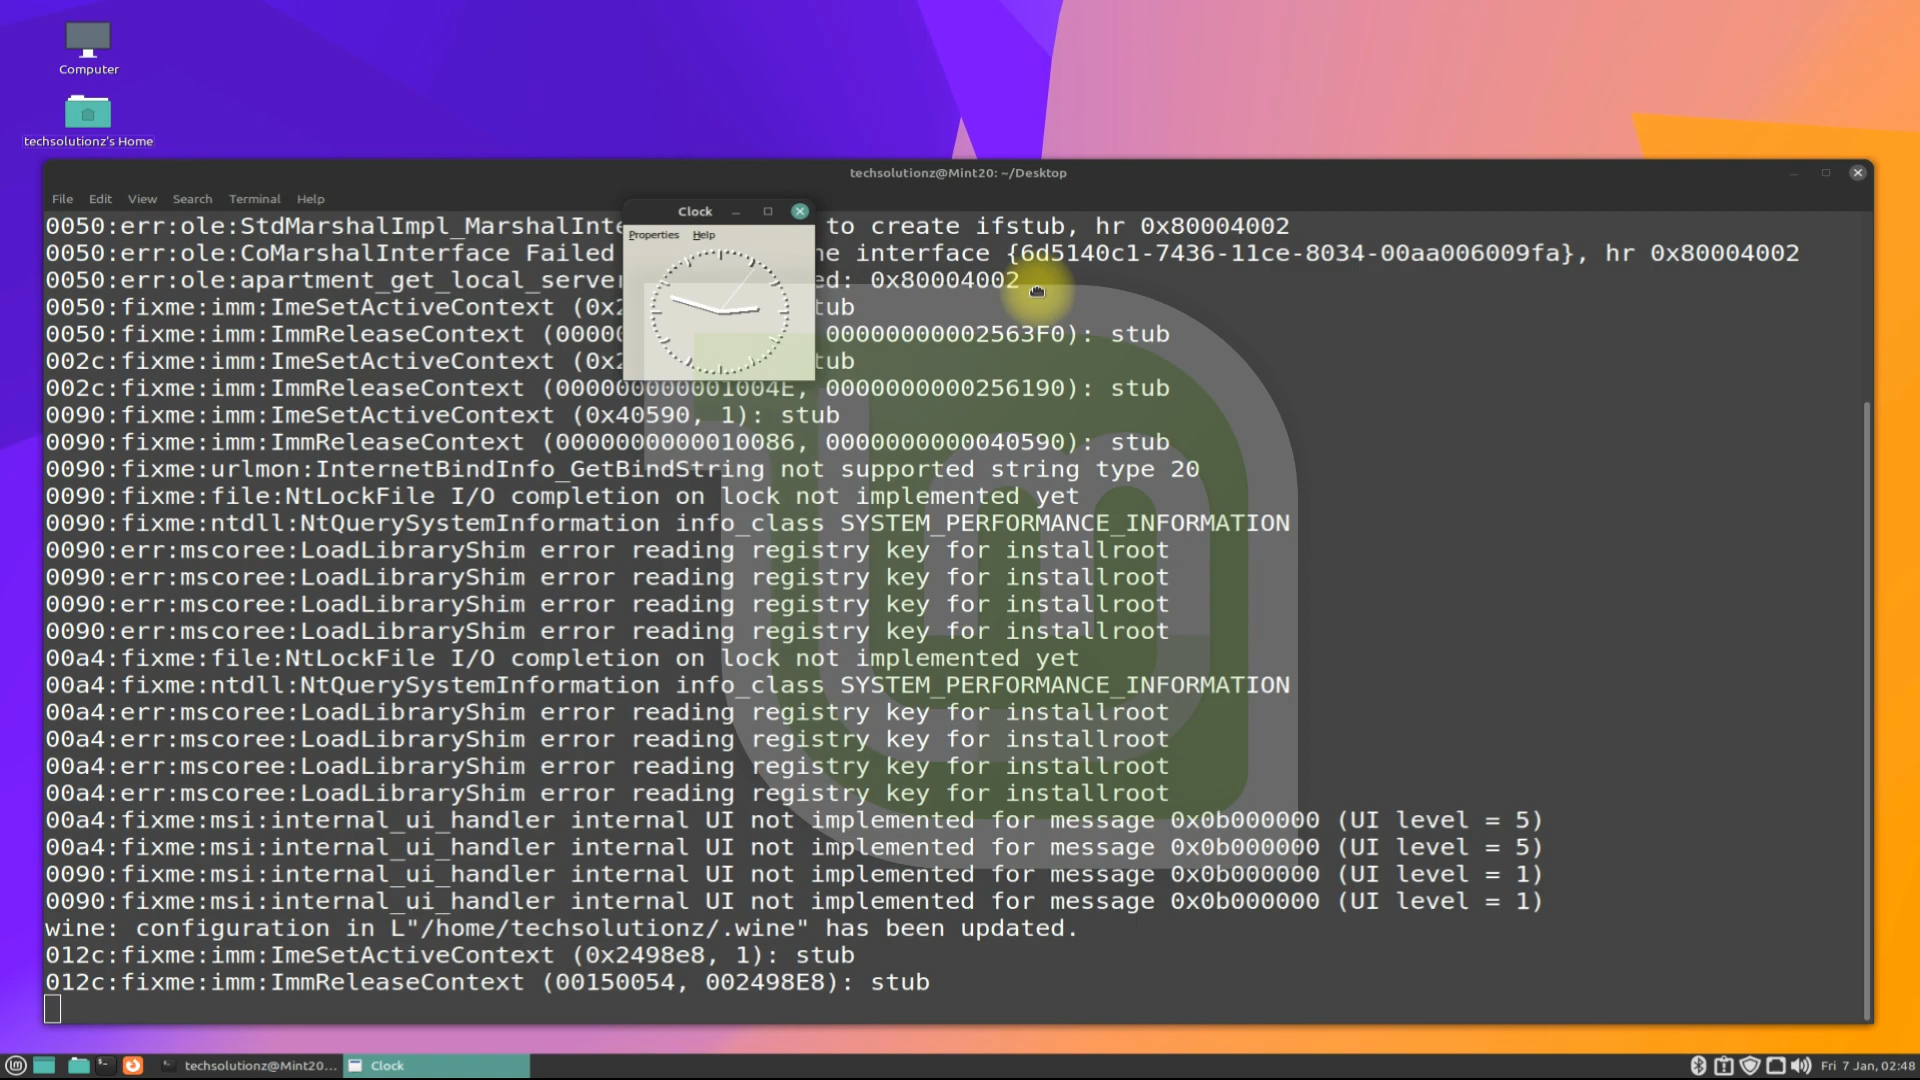 Computer
techsolutionz's Home
techsolutionz@Mint20: ~/Desktop
File Edit View Search Terminal Help
Clock
Properties Help
0050:err:ole:StdMarshalImpl_MarshalInte to create ifstub, hr 0x80004002
0050:err:ole:CoMarshalInterface Failed ne interface {6d5140c1-7436-11ce-8034-00aa006009fa}, hr 0x80004002
0050:err:ole:apartment_get_local_server ed: 0x80004002
0050:fixme:imm:ImeSetActiveContext (0x2 tub
0050:fixme:imm:ImmReleaseContext (00000 00000000002563F0): stub
002c:fixme:imm:ImeSetActiveContext (0x2 tub
002c:fixme:imm:ImmReleaseContext (000000000001004E, 0000000000256190): stub
0090:fixme:imm:ImeSetActiveContext (0x40590, 1): stub
0090:fixme:imm:ImmReleaseContext (0000000000010086, 0000000000040590): stub
0090:fixme:urlmon:InternetBindInfo_GetBindString not supported string type 20
0090:fixme:file:NtLockFile I/O completion on lock not implemented yet
0090:fixme:ntdll:NtQuerySystemInformation info_class SYSTEM_PERFORMANCE_INFORMATION
0090:err:mscoree:LoadLibraryShim error reading registry key for installroot
0090:err:mscoree:LoadLibraryShim error reading registry key for installroot
0090:err:mscoree:LoadLibraryShim error reading registry key for installroot
0090:err:mscoree:LoadLibraryShim error reading registry key for installroot
00a4:fixme:file:NtLockFile I/O completion on lock not implemented yet
00a4:fixme:ntdll:NtQuerySystemInformation info_class SYSTEM_PERFORMANCE_INFORMATION
00a4:err:mscoree:LoadLibraryShim error reading registry key for installroot
00a4:err:mscoree:LoadLibraryShim error reading registry key for installroot
00a4:err:mscoree:LoadLibraryShim error reading registry key for installroot
00a4:err:mscoree:LoadLibraryShim error reading registry key for installroot
00a4:fixme:msi:internal_ui_handler internal UI not implemented for message 0x0b000000 (UI level = 5)
00a4:fixme:msi:internal_ui_handler internal UI not implemented for message 0x0b000000 (UI level = 5)
0090:fixme:msi:internal_ui_handler internal UI not implemented for message 0x0b000000 (UI level = 1)
0090:fixme:msi:internal_ui_handler internal UI not implemented for message 0x0b000000 (UI level = 1)
wine: configuration in L"/home/techsolutionz/.wine" has been updated.
012c:fixme:imm:ImeSetActiveContext (0x2498e8, 1): stub
012c:fixme:imm:ImmReleaseContext (00150054, 002498E8): stub
techsolutionz@Mint20... Clock Fri 7 Jan, 02:48